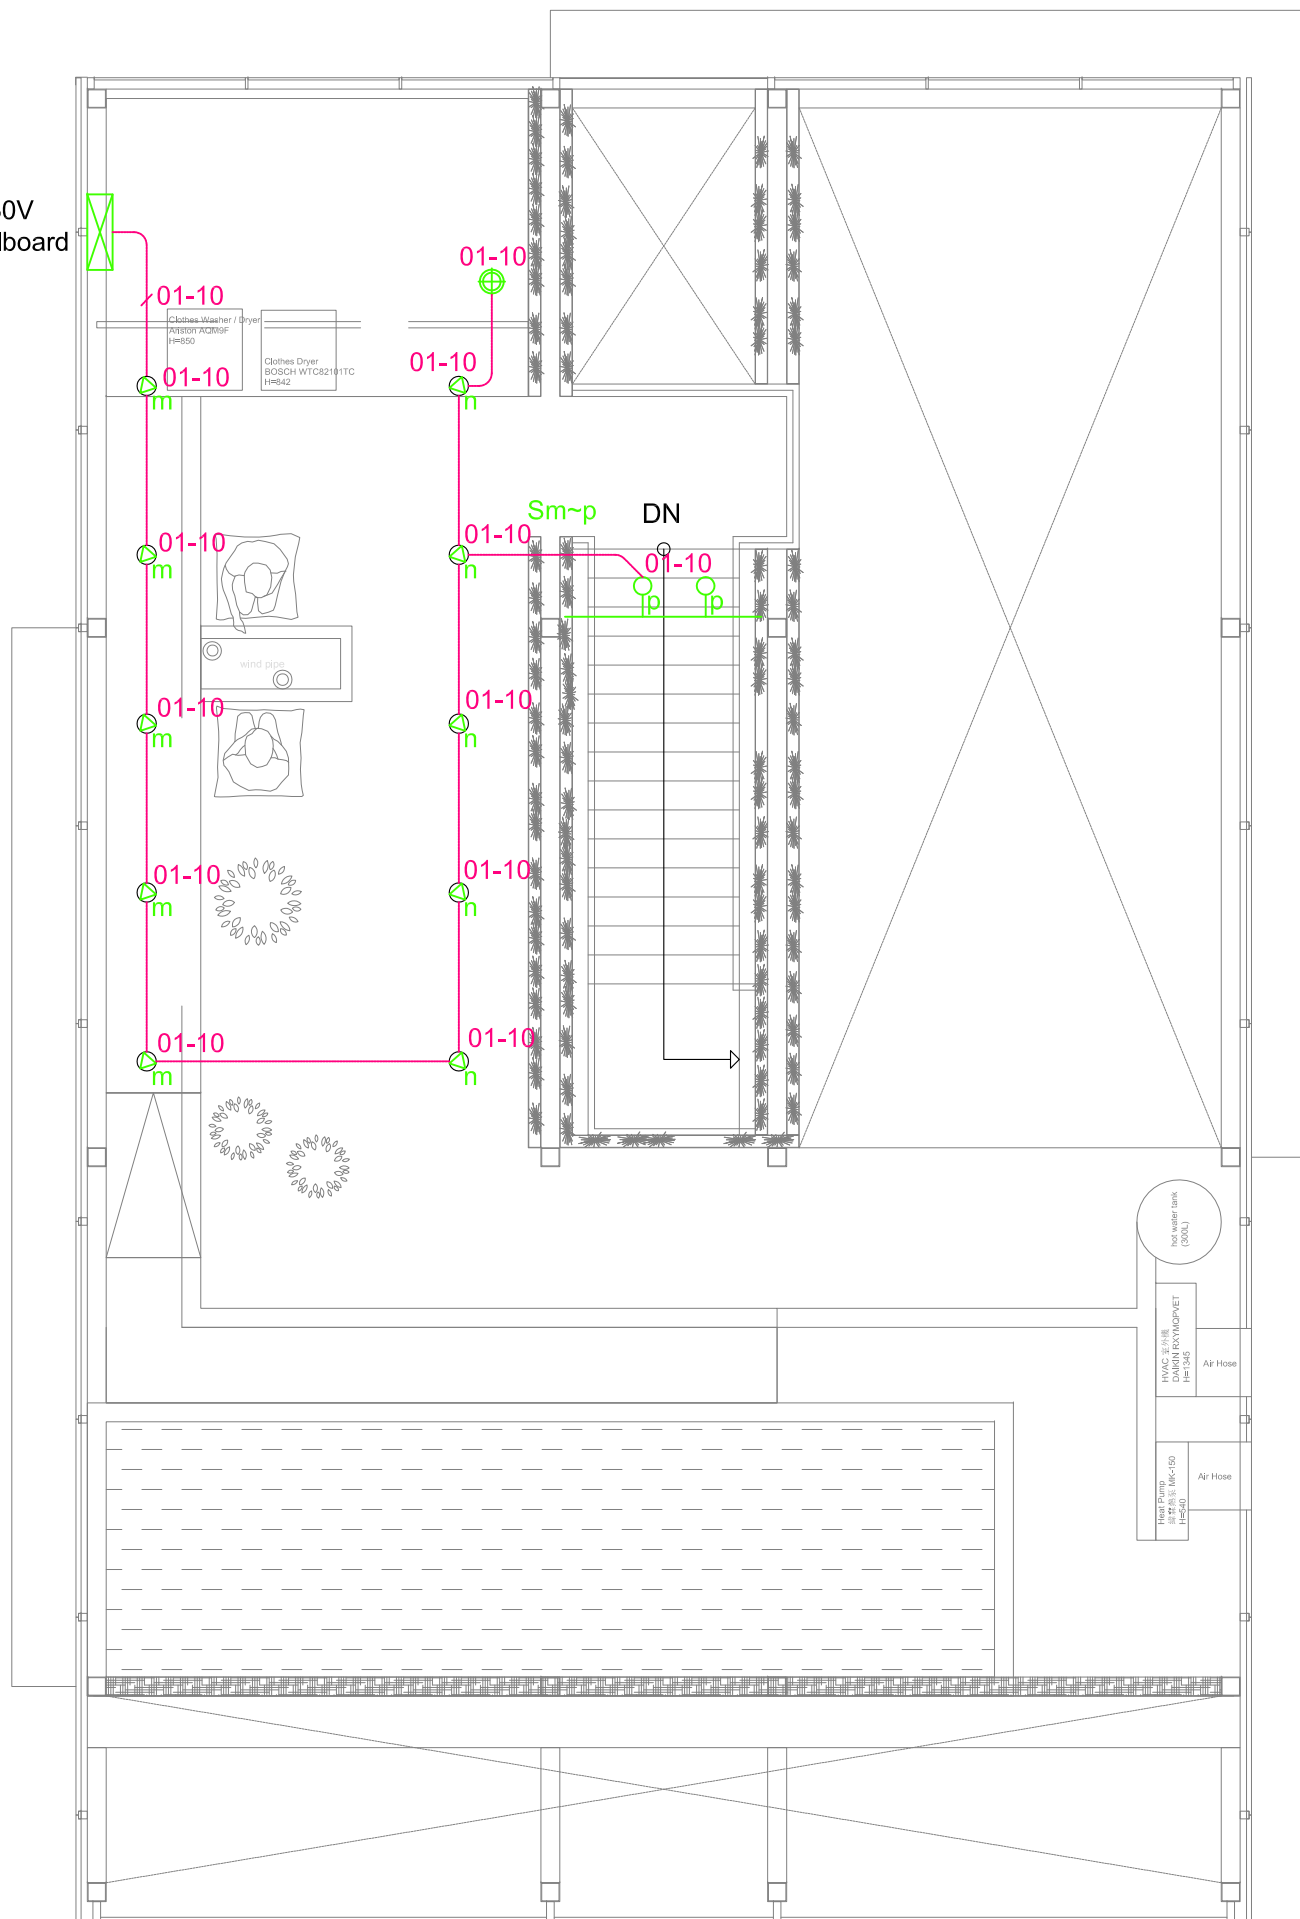 0V
lboard
01-10
01-10
Clothes Washer / Dryer
Ariston AQM9F
H=850
Clothes Dryer
BOSCH WTC82101TC
H=842
01-10
m
01-10
n
Sm~p
DN
01-10
m
01-10
n
01-10
p
p
wind pipe
01-10
m
01-10
n
01-10
m
01-10
n
01-10
m
01-10
n
hot water tank
(300L)
HVAC 室外機
DAIKIN RXYMQPVET
H=1345
Air Hose
Heat Pump
MK-150
H=540
Air Hose